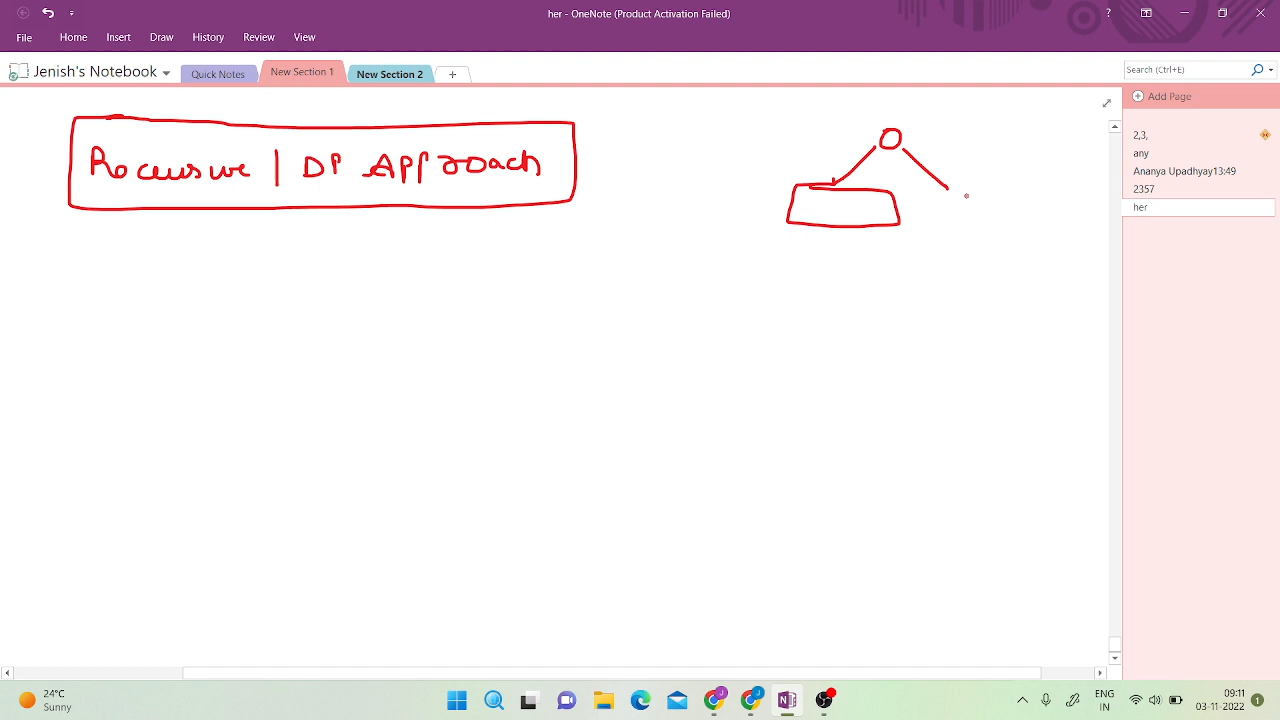 her - OneNote (Product Activation Failed)
File Home Insert Draw History Review View
Jenish's Notebook Quick Notes New Section 1 New Section 2
Search (Ctrl+E)
Add Page
2,3,
any
Ananya Upadhyay13:49
2357
her
Recursive | DP Approach
24°C
Sunny
ENG
IN
09:11
03-11-2022